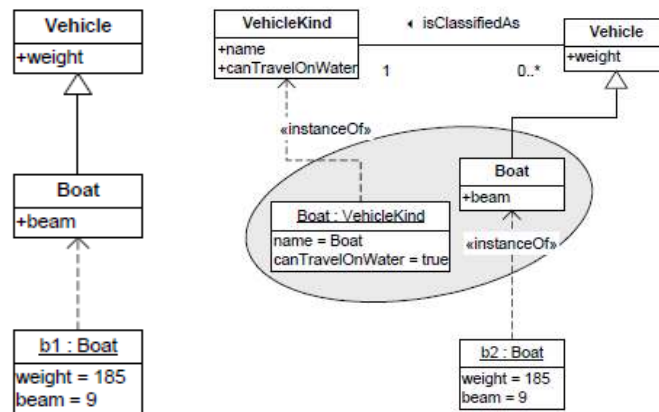 Vehicle
+weight
Boat
+beam
b1 : Boat
weight = 185
beam = 9
VehicleKind
+name
+canTravelOnWater
isClassifiedAs
1
0..*
Vehicle
+weight
«instanceOf»
Boat
+beam
Boat : VehicleKind
name = Boat
canTravelOnWater = true
«instanceOf»
b2 : Boat
weight = 185
beam = 9